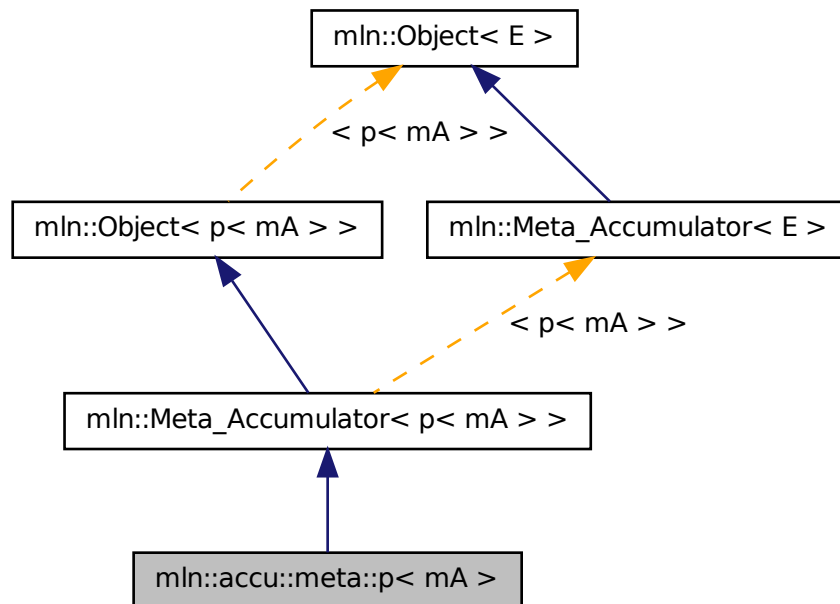 mln::Object< E >
< p< mA > >
mln::Object< p< mA > >
mln::Meta_Accumulator< E >
< p< mA > >
mln::Meta_Accumulator< p< mA > >
mln::accu::meta::p< mA >